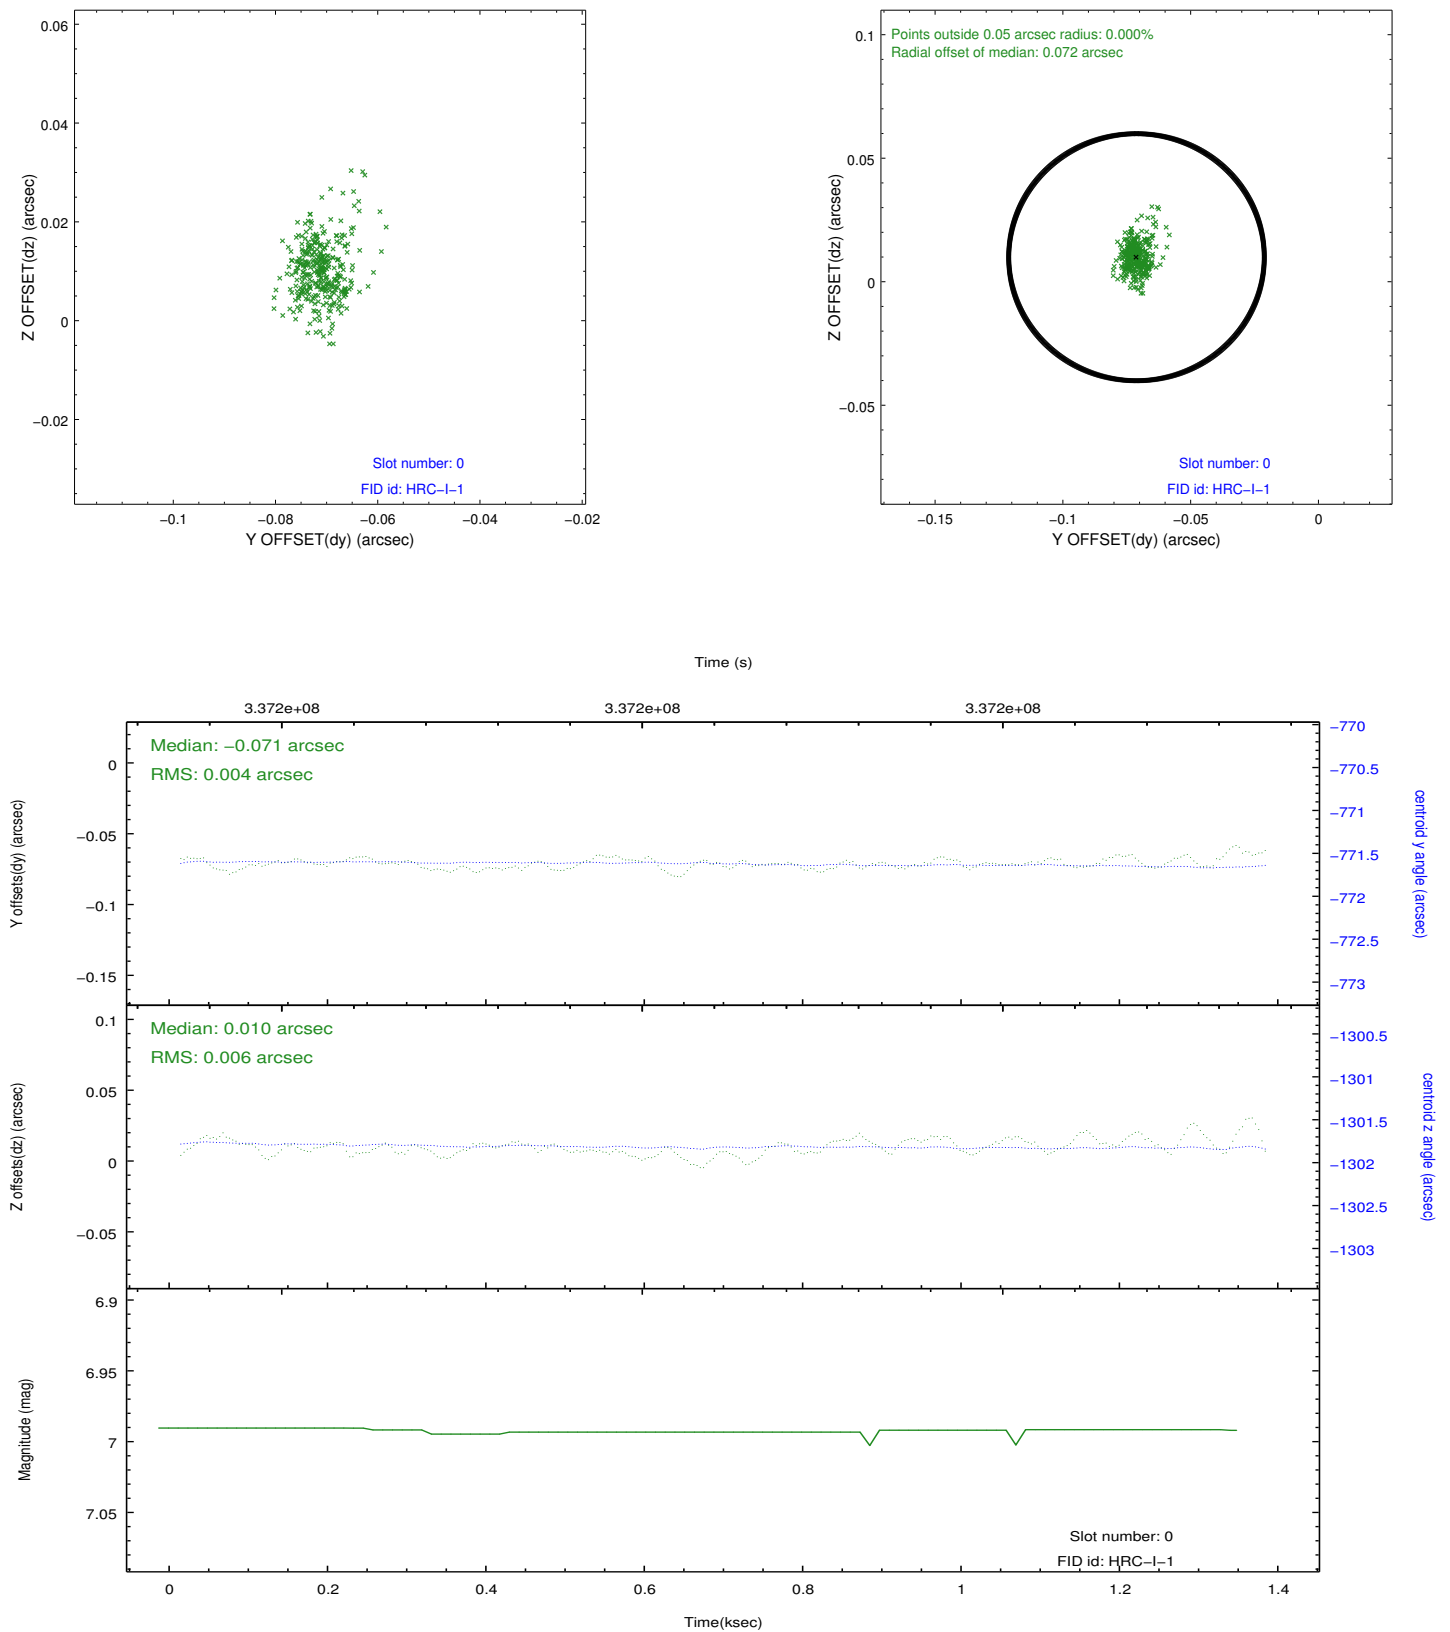 0.06
0.04
0.02
0
−0.02
Z OFFSET(dz) (arcsec)
Slot number: 0
FID id: HRC−I−1
−0.1
−0.08
−0.06
−0.04
−0.02
Y OFFSET(dy) (arcsec)
Points outside 0.05 arcsec radius: 0.000%
Radial offset of median: 0.072 arcsec
0.1
0.05
0
−0.05
Z OFFSET(dz) (arcsec)
Slot number: 0
FID id: HRC−I−1
−0.15
−0.1
−0.05
0
Y OFFSET(dy) (arcsec)
Time (s)
3.372e+08
3.372e+08
3.372e+08
Median: −0.071 arcsec
RMS: 0.004 arcsec
0
−0.05
−0.1
−0.15
Y offsets(dy) (arcsec)
−770
−770.5
−771
−771.5
−772
−772.5
−773
centroid y angle (arcsec)
Median: 0.010 arcsec
RMS: 0.006 arcsec
0.1
0.05
0
−0.05
Z offsets(dz) (arcsec)
−1300.5
−1301
−1301.5
−1302
−1302.5
−1303
centroid z angle (arcsec)
6.9
6.95
7
7.05
Magnitude (mag)
Slot number: 0
FID id: HRC−I−1
0
0.2
0.4
0.6
0.8
1
1.2
1.4
Time(ksec)